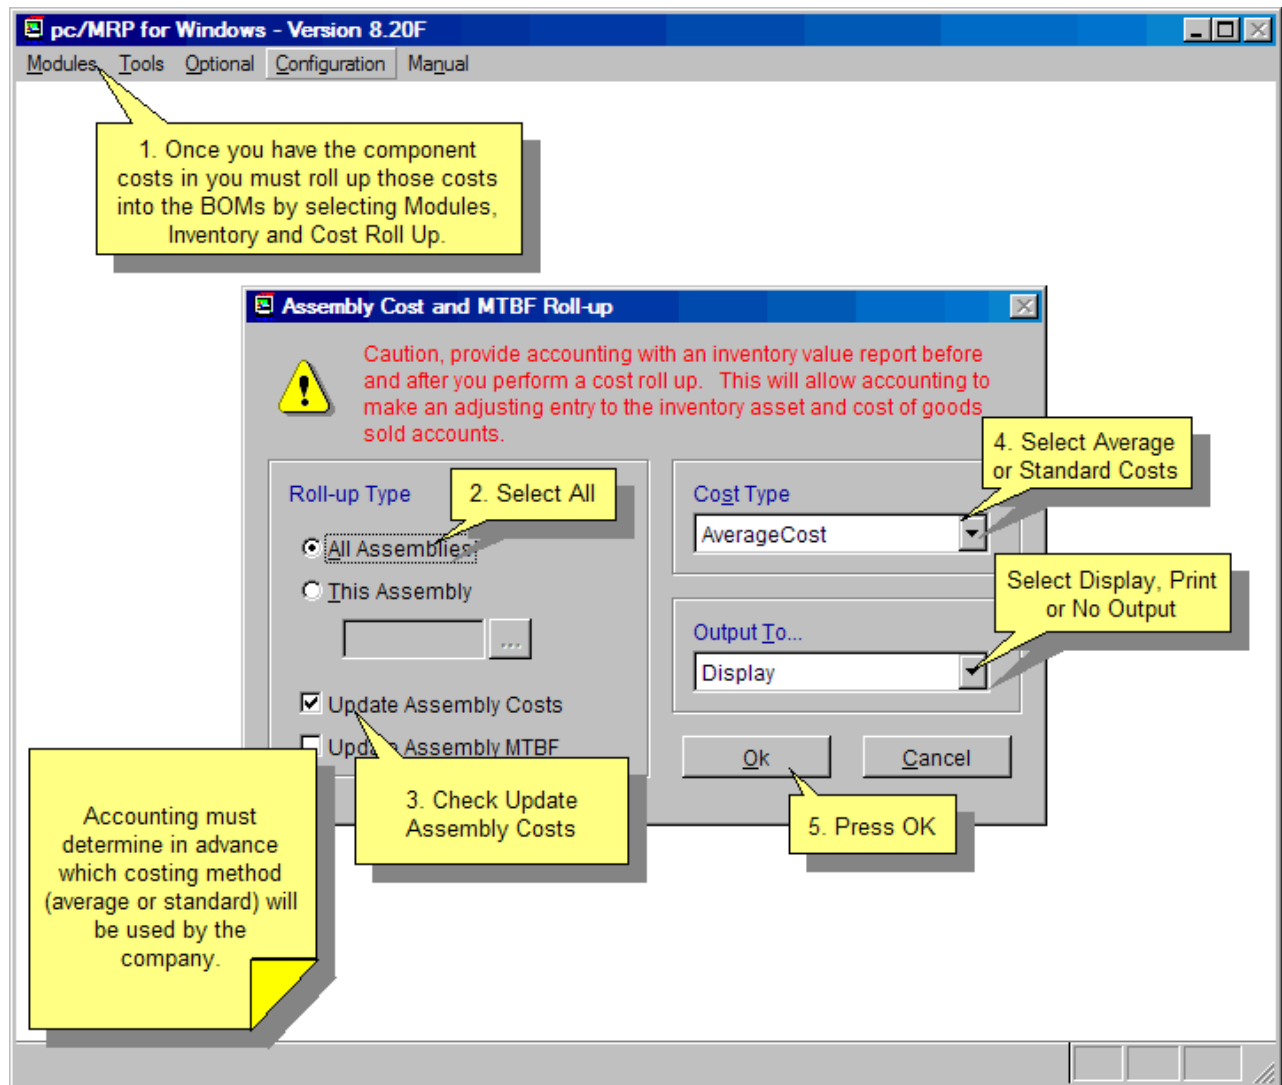 pc/MRP for Windows - Version 8.20F
Modules Tools Optional Configuration Manual
1. Once you have the component
costs in you must roll up those costs
into the BOMs by selecting Modules,
Inventory and Cost Roll Up.
Assembly Cost and MTBF Roll-up
Caution, provide accounting with an inventory value report before
and after you perform a cost roll up. This will allow accounting to
make an adjusting entry to the inventory asset and cost of goods
sold accounts.
4. Select Average
or Standard Costs
Roll-up Type
2. Select All
Cost Type
AverageCost
All Assemblies
This Assembly
...
Select Display, Print
or No Output
Output To...
Display
Update Assembly Costs
Update Assembly MTBF
Ok
Cancel
3. Check Update
Assembly Costs
5. Press OK
Accounting must
determine in advance
which costing method
(average or standard) will
be used by the
company.